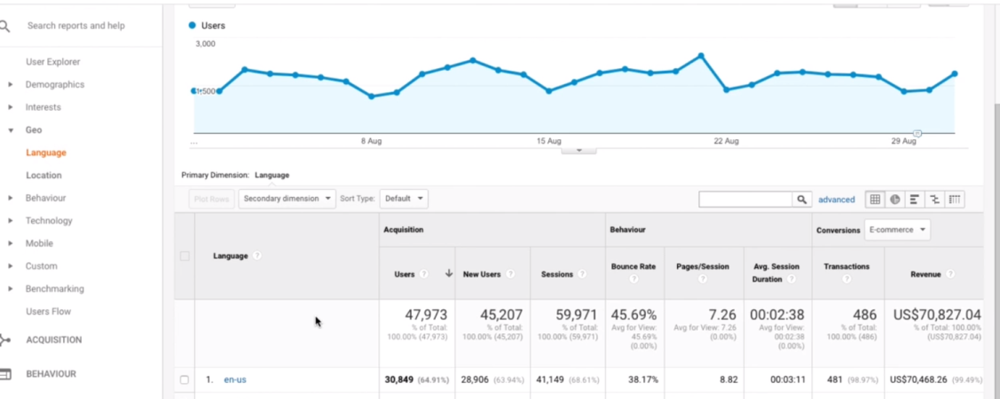 Search reports and help
User Explorer
Demographics
Interests
Geo
Language
Location
Behaviour
Technology
Mobile
Custom
Benchmarking
Users Flow
ACQUISITION
BEHAVIOUR
Users
3,000
1,500
... 8 Aug 15 Aug 22 Aug 29 Aug
Primary Dimension: Language
Plot Rows Secondary dimension Sort Type: Default advanced
Acquisition Behaviour Conversions E-commerce
Language ? Users ? New Users ? Sessions ? Bounce Rate ? Pages/Session ? Avg. Session Duration ? Transactions ? Revenue ?
47,973 45,207 59,971 45.69% 7.26 00:02:38 486 US$70,827.04
% of Total: 100.00% (47,973) % of Total: 100.00% (45,207) % of Total: 100.00% (59,971) Avg for View: 45.69% (0.00%) Avg for View: 7.26 (0.00%) Avg for View: 00:02:38 (0.00%) % of Total: 100.00% (486) % of Total: 100.00% (US$70,827.04)
1. en-us 30,849 (64.91%) 28,906 (63.94%) 41,149 (68.61%) 38.17% 8.82 00:03:11 481 (98.97%) US$70,468.26 (99.49%)